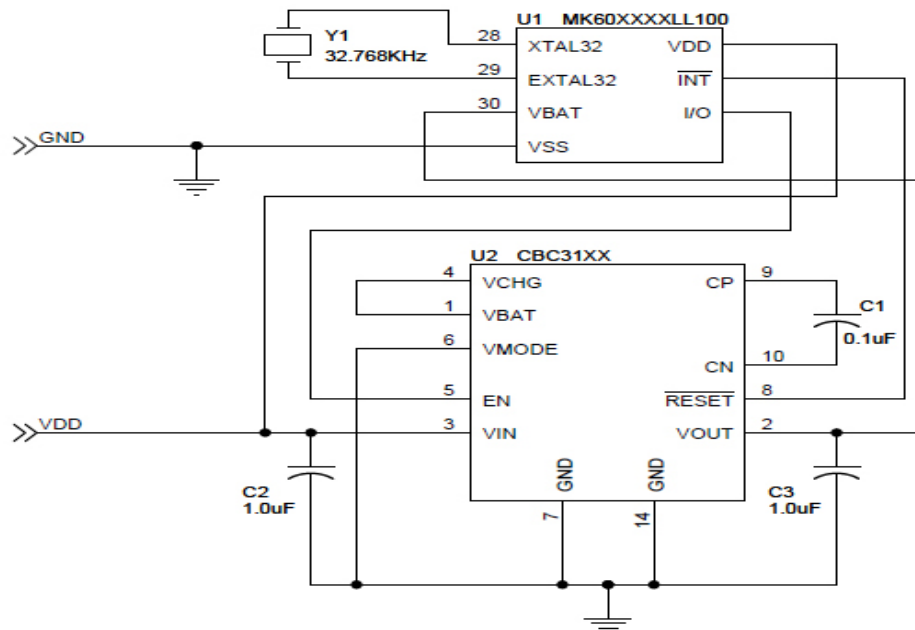 U1 MK60XXXXLL100
Y1
32.768KHz
28
XTAL32
VDD
29
EXTAL32
INT
30
VBAT
I/O
GND
VSS
U2 CBC31XX
4
VCHG
CP
9
C1
0.1uF
1
VBAT
6
VMODE
CN
10
5
EN
RESET
8
VDD
3
VIN
VOUT
2
GND
GND
C2
1.0uF
7
14
C3
1.0uF